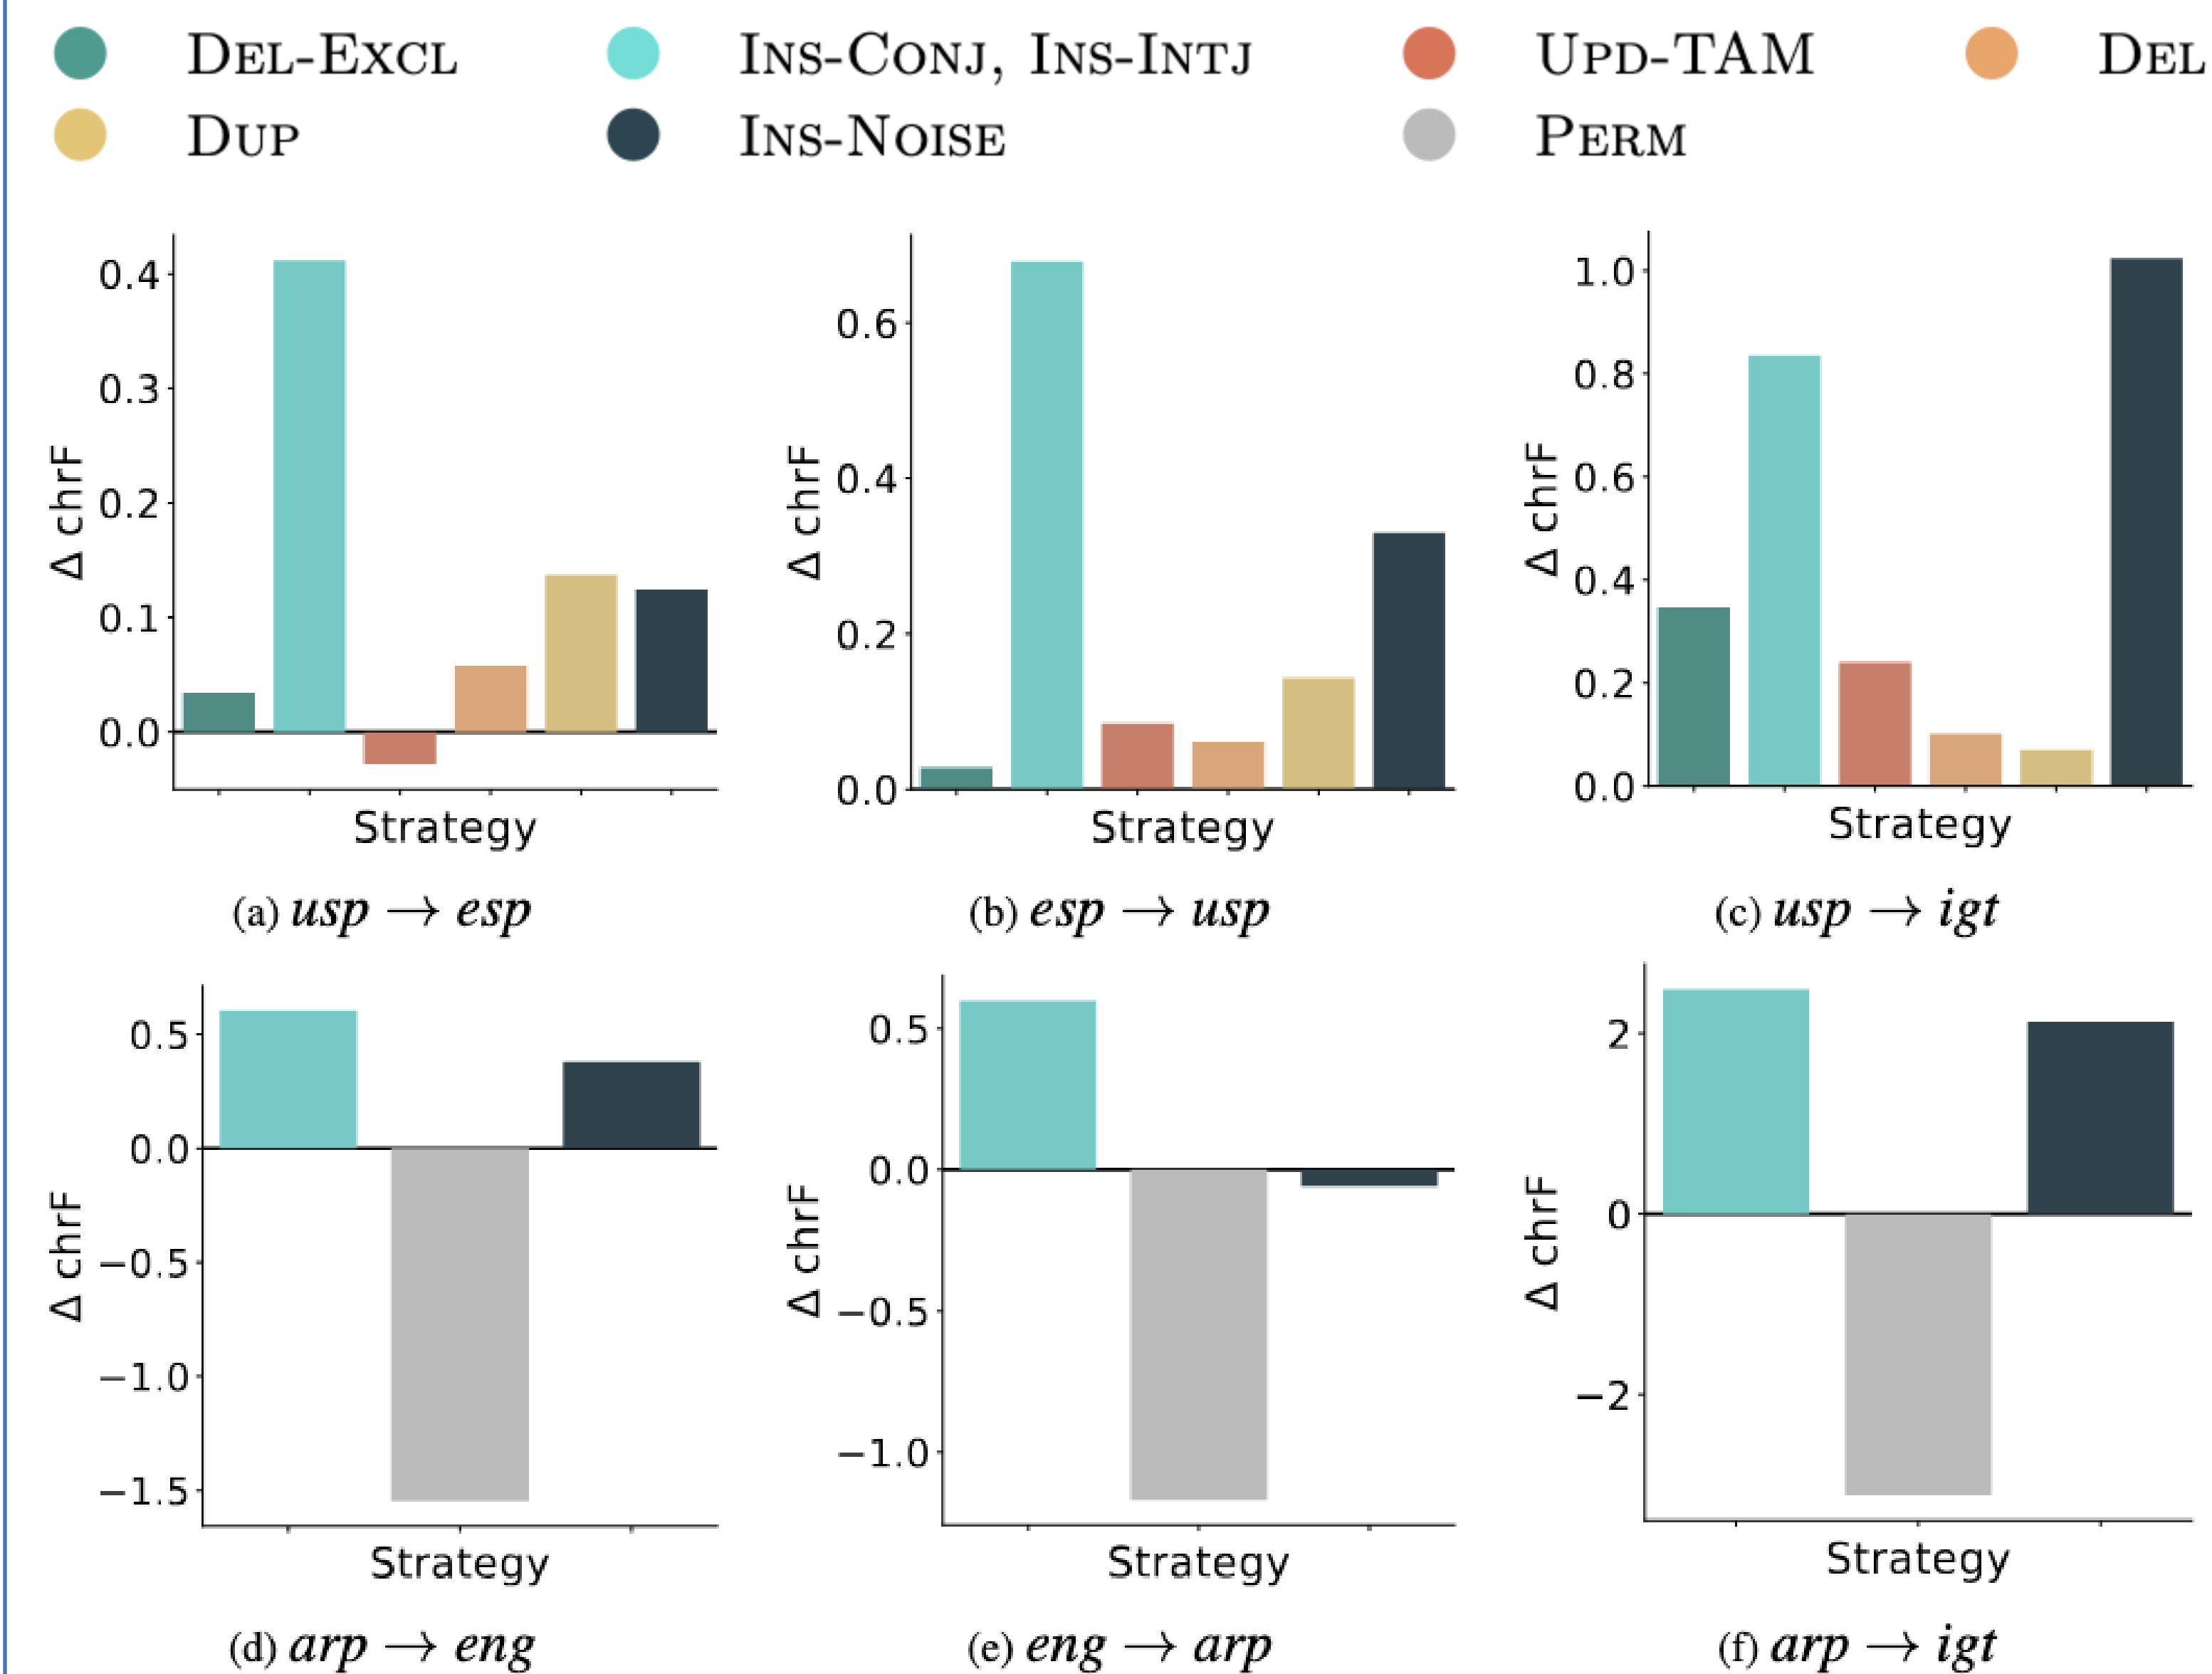 DEL-EXCL INS-CONJ, INS-INTJ UPD-TAM DEL
DUP INS-NOISE PERM
0.4
0.3
0.2
0.1
0.0
Δ chrF
Strategy
(a) usp → esp
0.6
0.4
0.2
0.0
Δ chrF
Strategy
(b) esp → usp
1.0
0.8
0.6
0.4
0.2
0.0
Δ chrF
Strategy
(c) usp → igt
0.5
0.0
−0.5
−1.0
−1.5
Δ chrF
Strategy
(d) arp → eng
0.5
0.0
−0.5
−1.0
Δ chrF
Strategy
(e) eng → arp
2
0
−2
Δ chrF
Strategy
(f) arp → igt